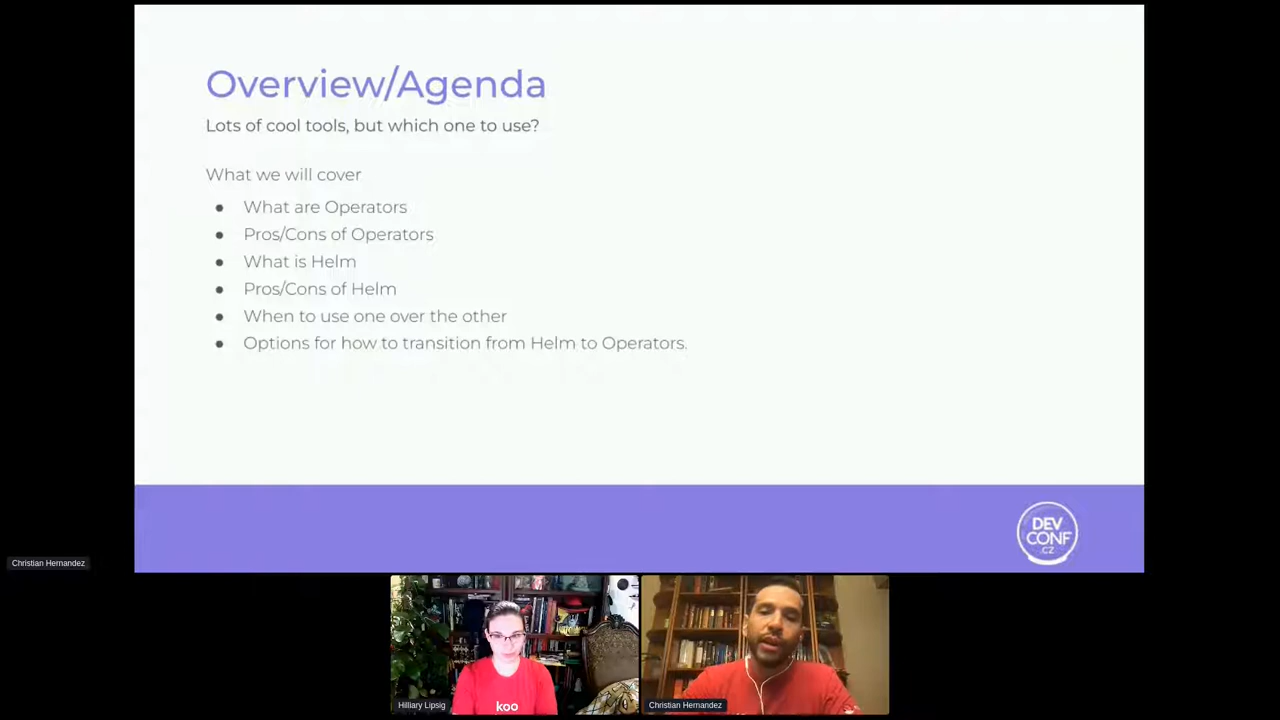 Overview/Agenda
Lots of cool tools, but which one to use?
What we will cover
● What are Operators
● Pros/Cons of Operators
● What is Helm
● Pros/Cons of Helm
● When to use one over the other
● Options for how to transition from Helm to Operators.
DEV
CONF
.CZ
Christian Hernandez
koo
Hilliary Lipsig
Christian Hernandez